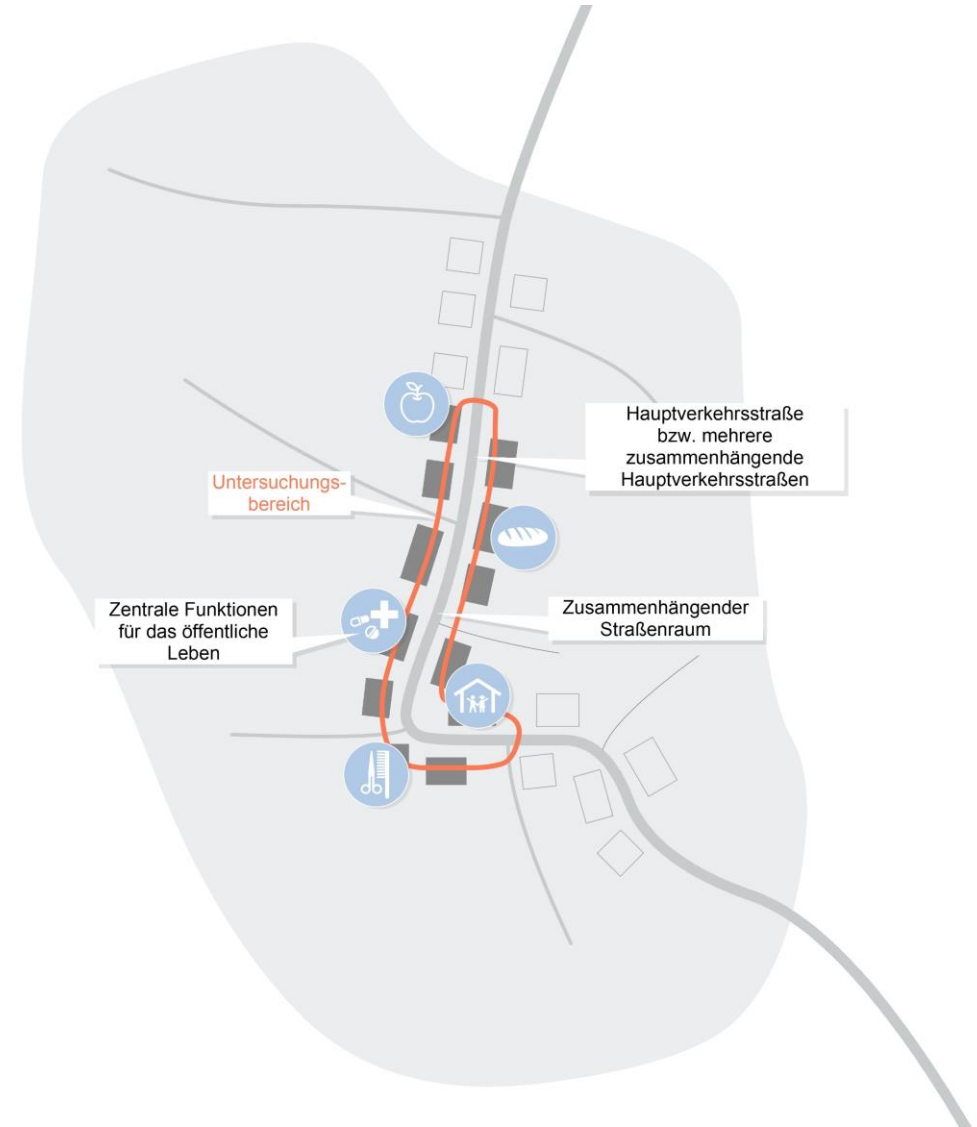 Hauptverkehrsstraße
bzw. mehrere
zusammenhängende
Hauptverkehrsstraßen
Untersuchungs-
bereich
Zentrale Funktionen
für das öffentliche
Leben
Zusammenhängender
Straßenraum